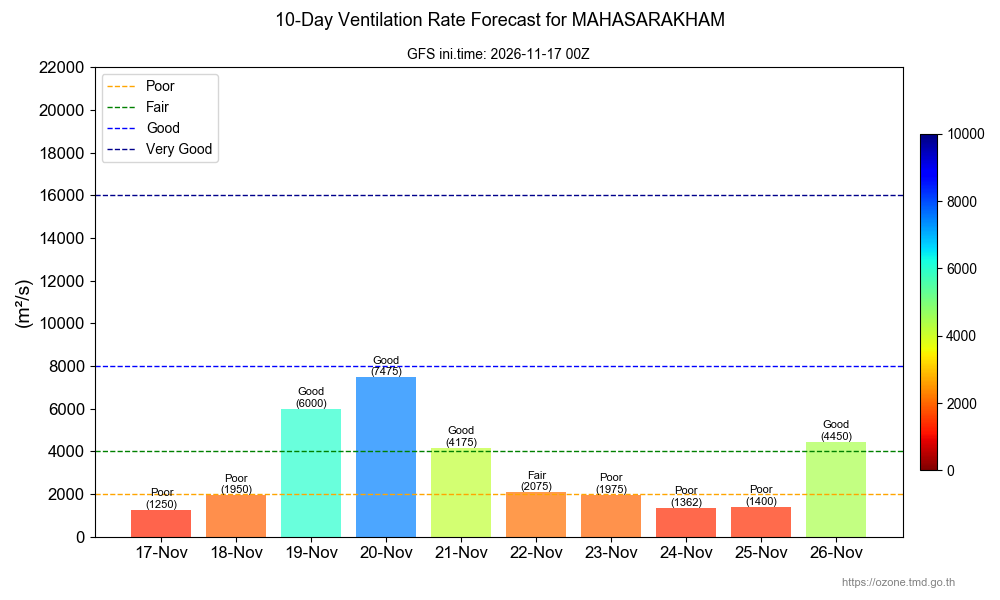 10-Day Ventilation Rate Forecast for MAHASARAKHAM
GFS ini.time: 2026-11-17 00Z
(m²/s)
22000
20000
18000
16000
14000
12000
10000
8000
6000
4000
2000
0
Poor
Fair
Good
Very Good
Poor
(1250)
Poor
(1950)
Good
(6000)
Good
(7475)
Good
(4175)
Fair
(2075)
Poor
(1975)
Poor
(1362)
Poor
(1400)
Good
(4450)
17-Nov 18-Nov 19-Nov 20-Nov 21-Nov 22-Nov 23-Nov 24-Nov 25-Nov 26-Nov
10000
8000
6000
4000
2000
0
https://ozone.tmd.go.th